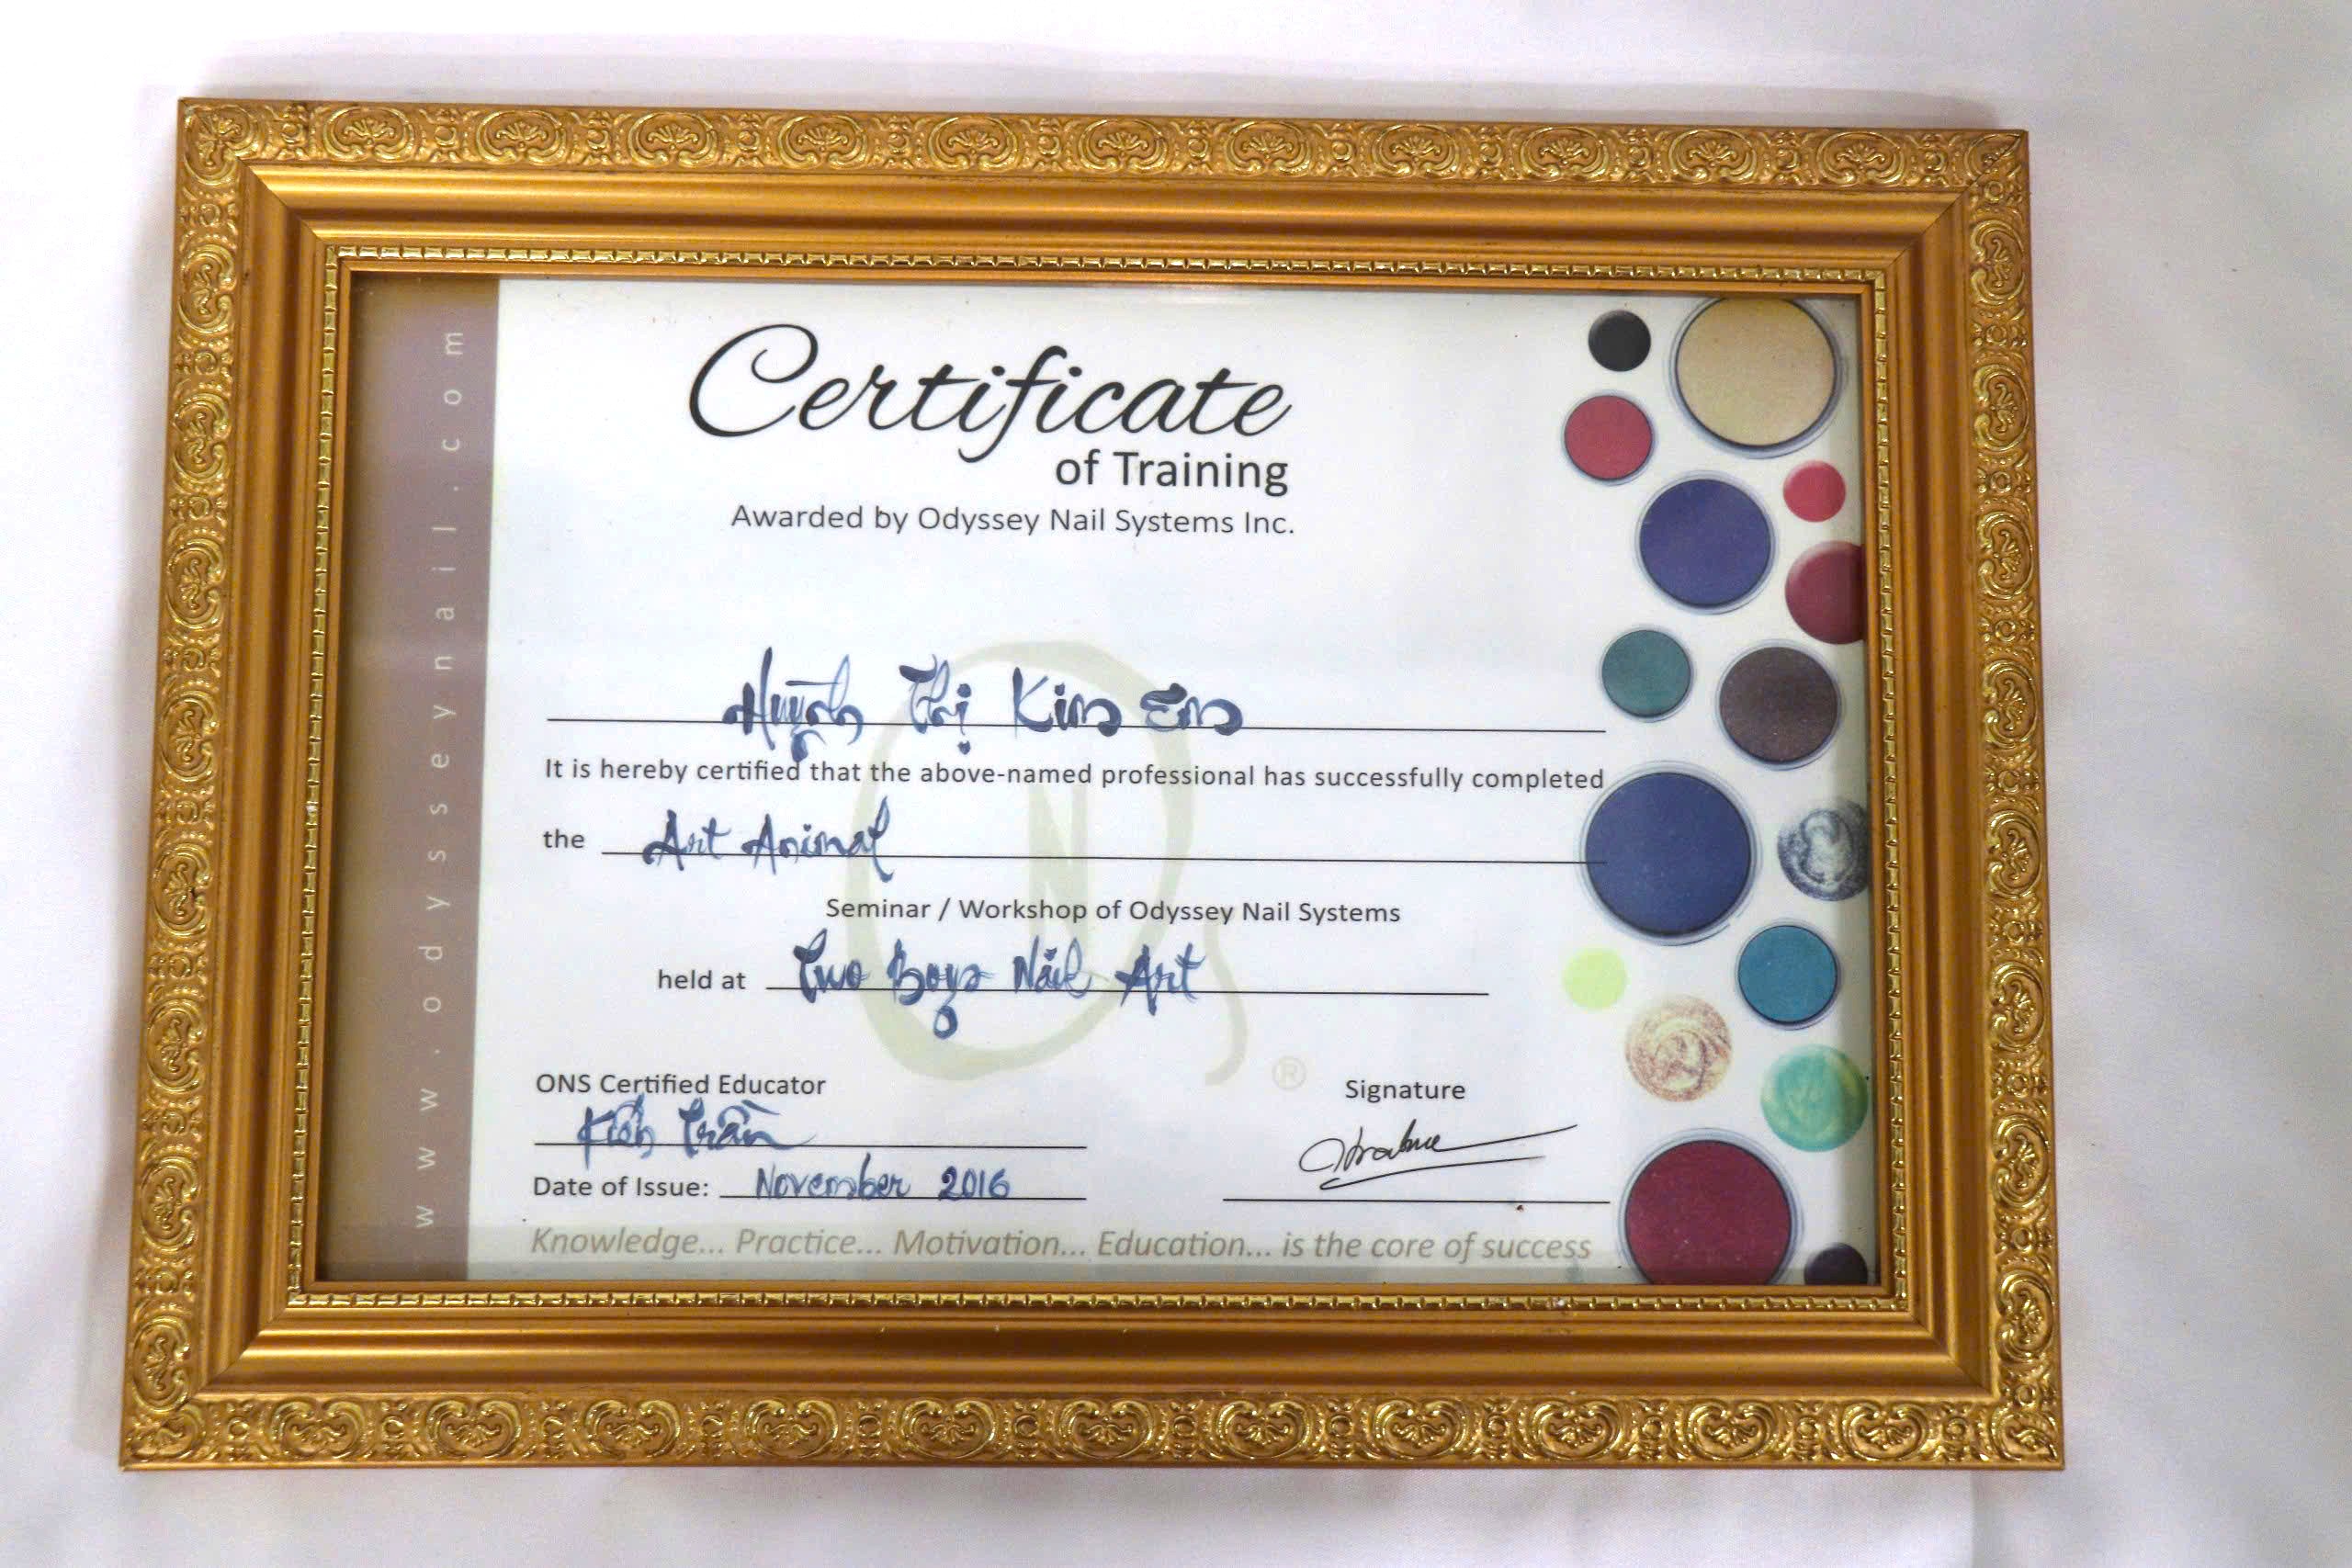 www.odysseynail.com
Certificate
of Training
Awarded by Odyssey Nail Systems Inc.
Huỳnh Thị Kim Em
It is hereby certified that the above-named professional has successfully completed
the Art Animal
Seminar / Workshop of Odyssey Nail Systems
held at Two Boys Nail Art
N
®
ONS Certified Educator
Signature
Trần
Date of Issue: November 2016
Knowledge... Practice... Motivation... Education... is the core of success